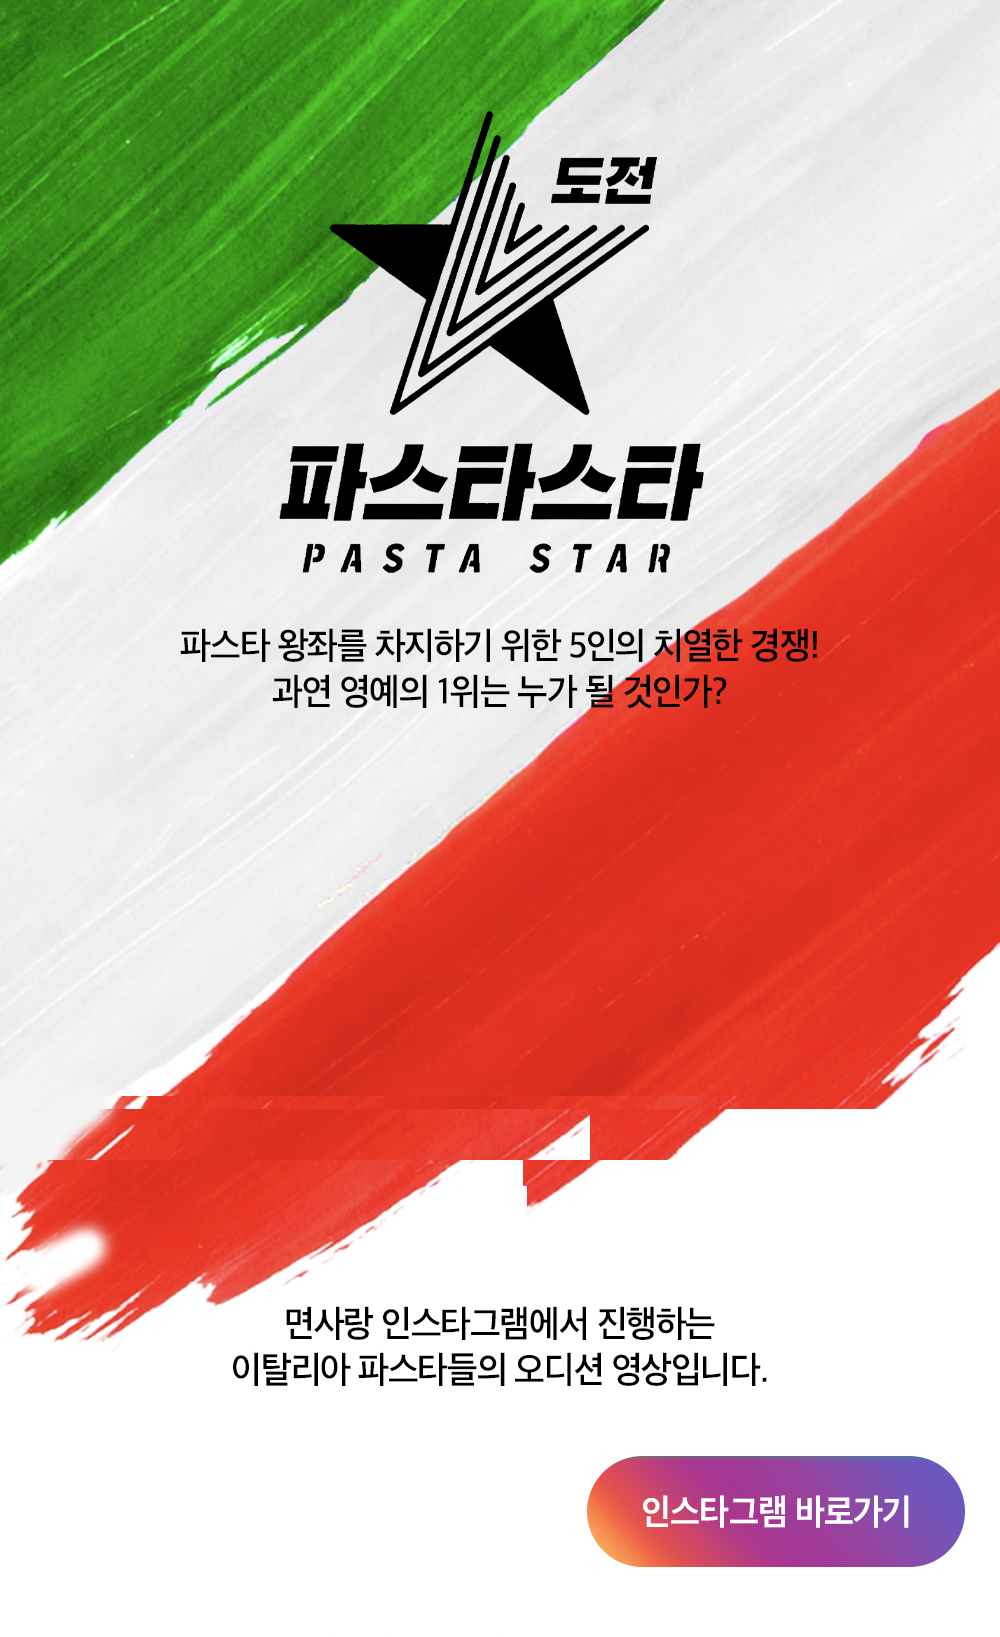 도전
파스타스타
PASTA STAR
파스타 왕좌를 차지하기 위한 5인의 치열한 경쟁!
과연 영예의 1위는 누가 될 것인가?
면사랑 인스타그램에서 진행하는
이탈리아 파스타들의 오디션 영상입니다.
인스타그램 바로가기